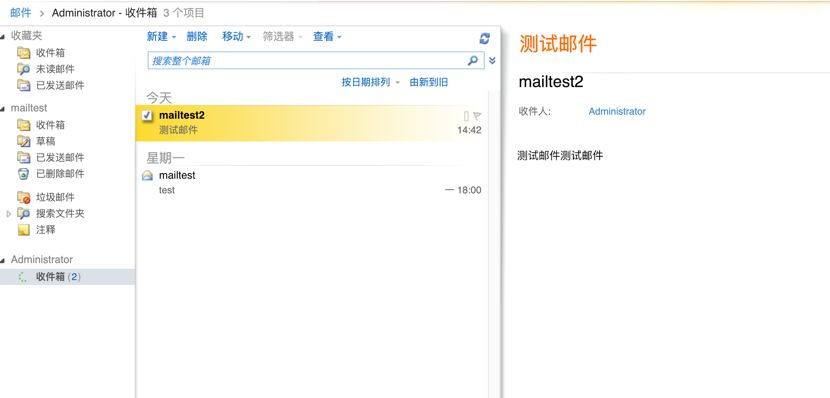 邮件 > Administrator - 收件箱 3 个项目
收藏夹
收件箱
未读邮件
已发送邮件
mailtest
收件箱
草稿
已发送邮件
已删除邮件
垃圾邮件
搜索文件夹
注释
Administrator
收件箱 (2)
新建 删除 移动 筛选器 查看
搜索整个邮箱
按日期排列 由新到旧
今天
mailtest2
测试邮件 14:42
星期一
mailtest
test 一 18:00
测试邮件
mailtest2
收件人: Administrator
测试邮件测试邮件